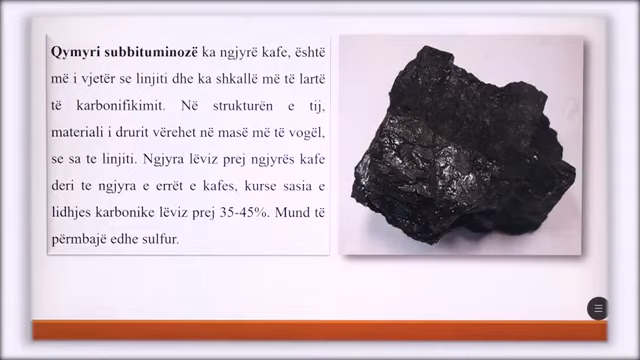 Qymyri subbituminozë ka ngjyrë kafe, është
më i vjetër se linjiti dhe ka shkallë më të lartë
të karbonifikimit. Në strukturën e tij,
materiali i drurit vërehet në masë më të vogël,
se sa te linjiti. Ngjyra lëviz prej ngjyrës kafe
deri te ngjyra e errët e kafes, kurse sasia e
lidhjes karbonike lëviz prej 35-45%. Mund të
përmbajë edhe sulfur.